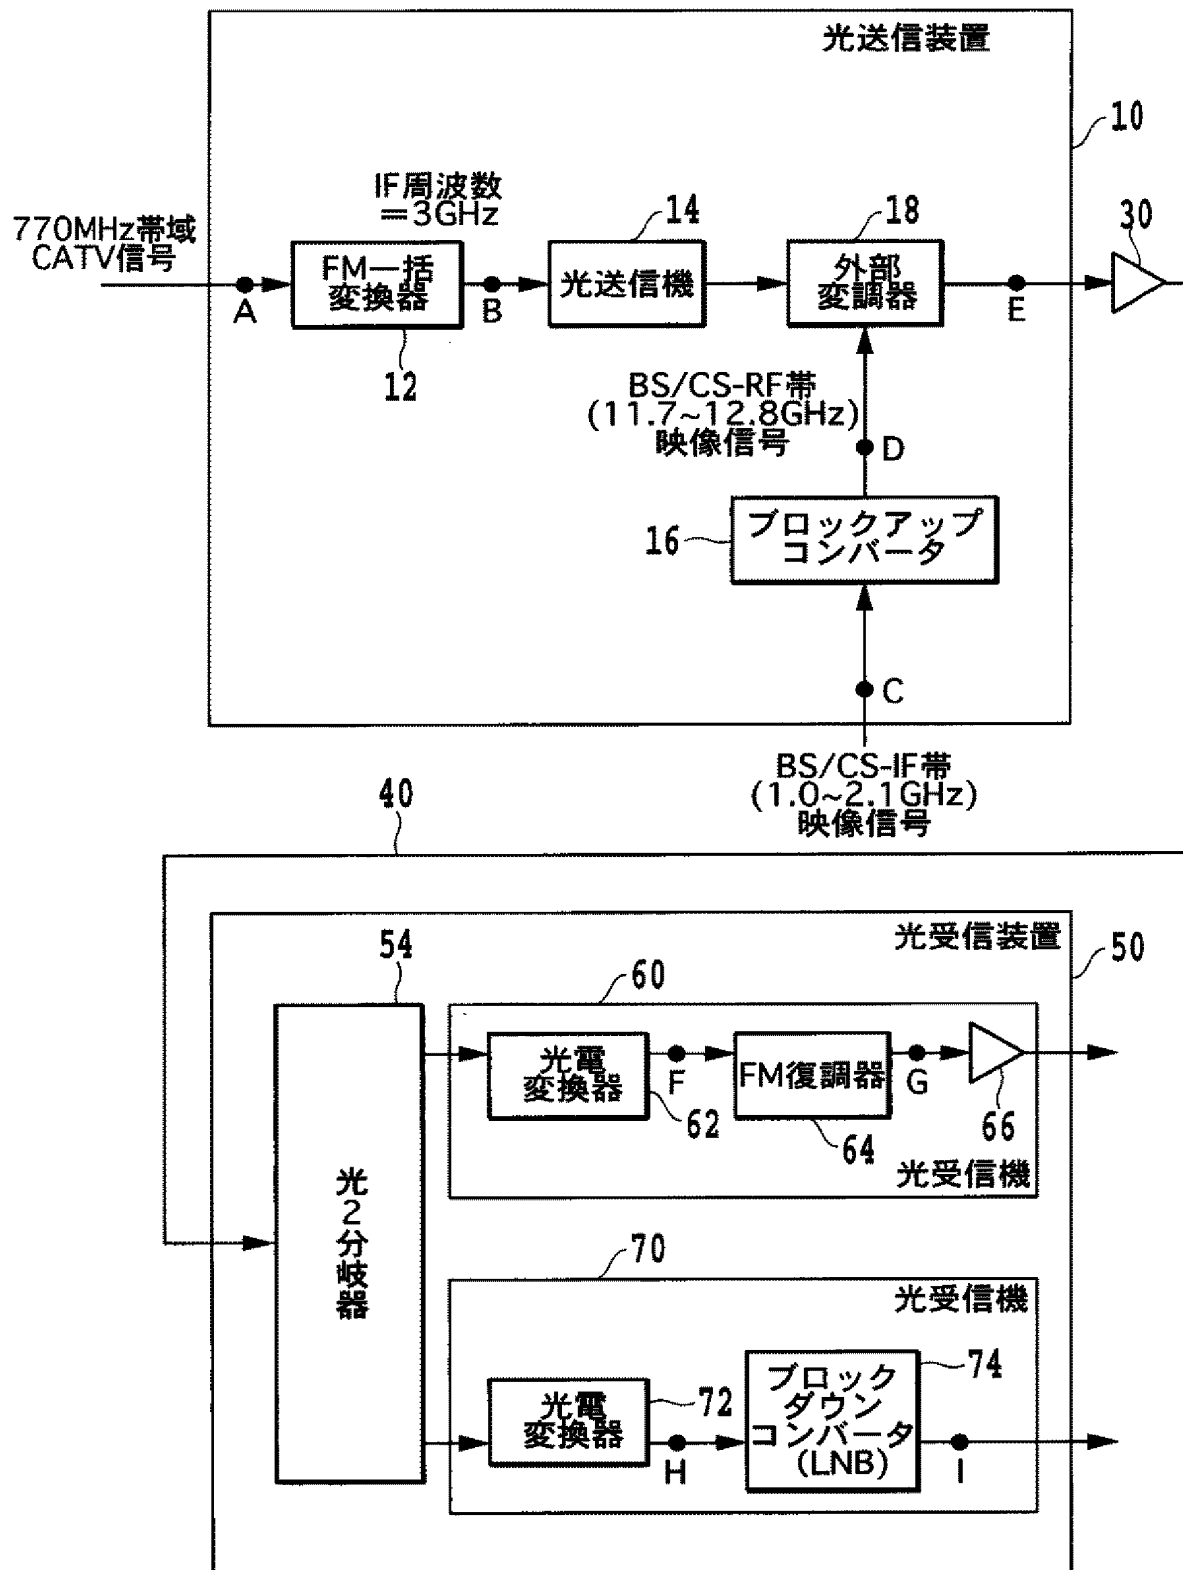 光送信装置
10
IF周波数
=3GHz
14
18
30
770MHz帯域
CATV信号
FM一括
変換器
光送信機
外部
変調器
A
B
E
12
BS/CS-RF帯
(11.7~12.8GHz)
映像信号
D
16
ブロックアップ
コンバータ
C
BS/CS-IF帯
(1.0~2.1GHz)
映像信号
40
光受信装置
50
54
60
光電
変換器
F
FM復調器
G
62
64
66
光受信機
光2分岐器
70
光受信機
光電
変換器
72
ブロック
ダウン
コンバータ
(LNB)
74
H
I